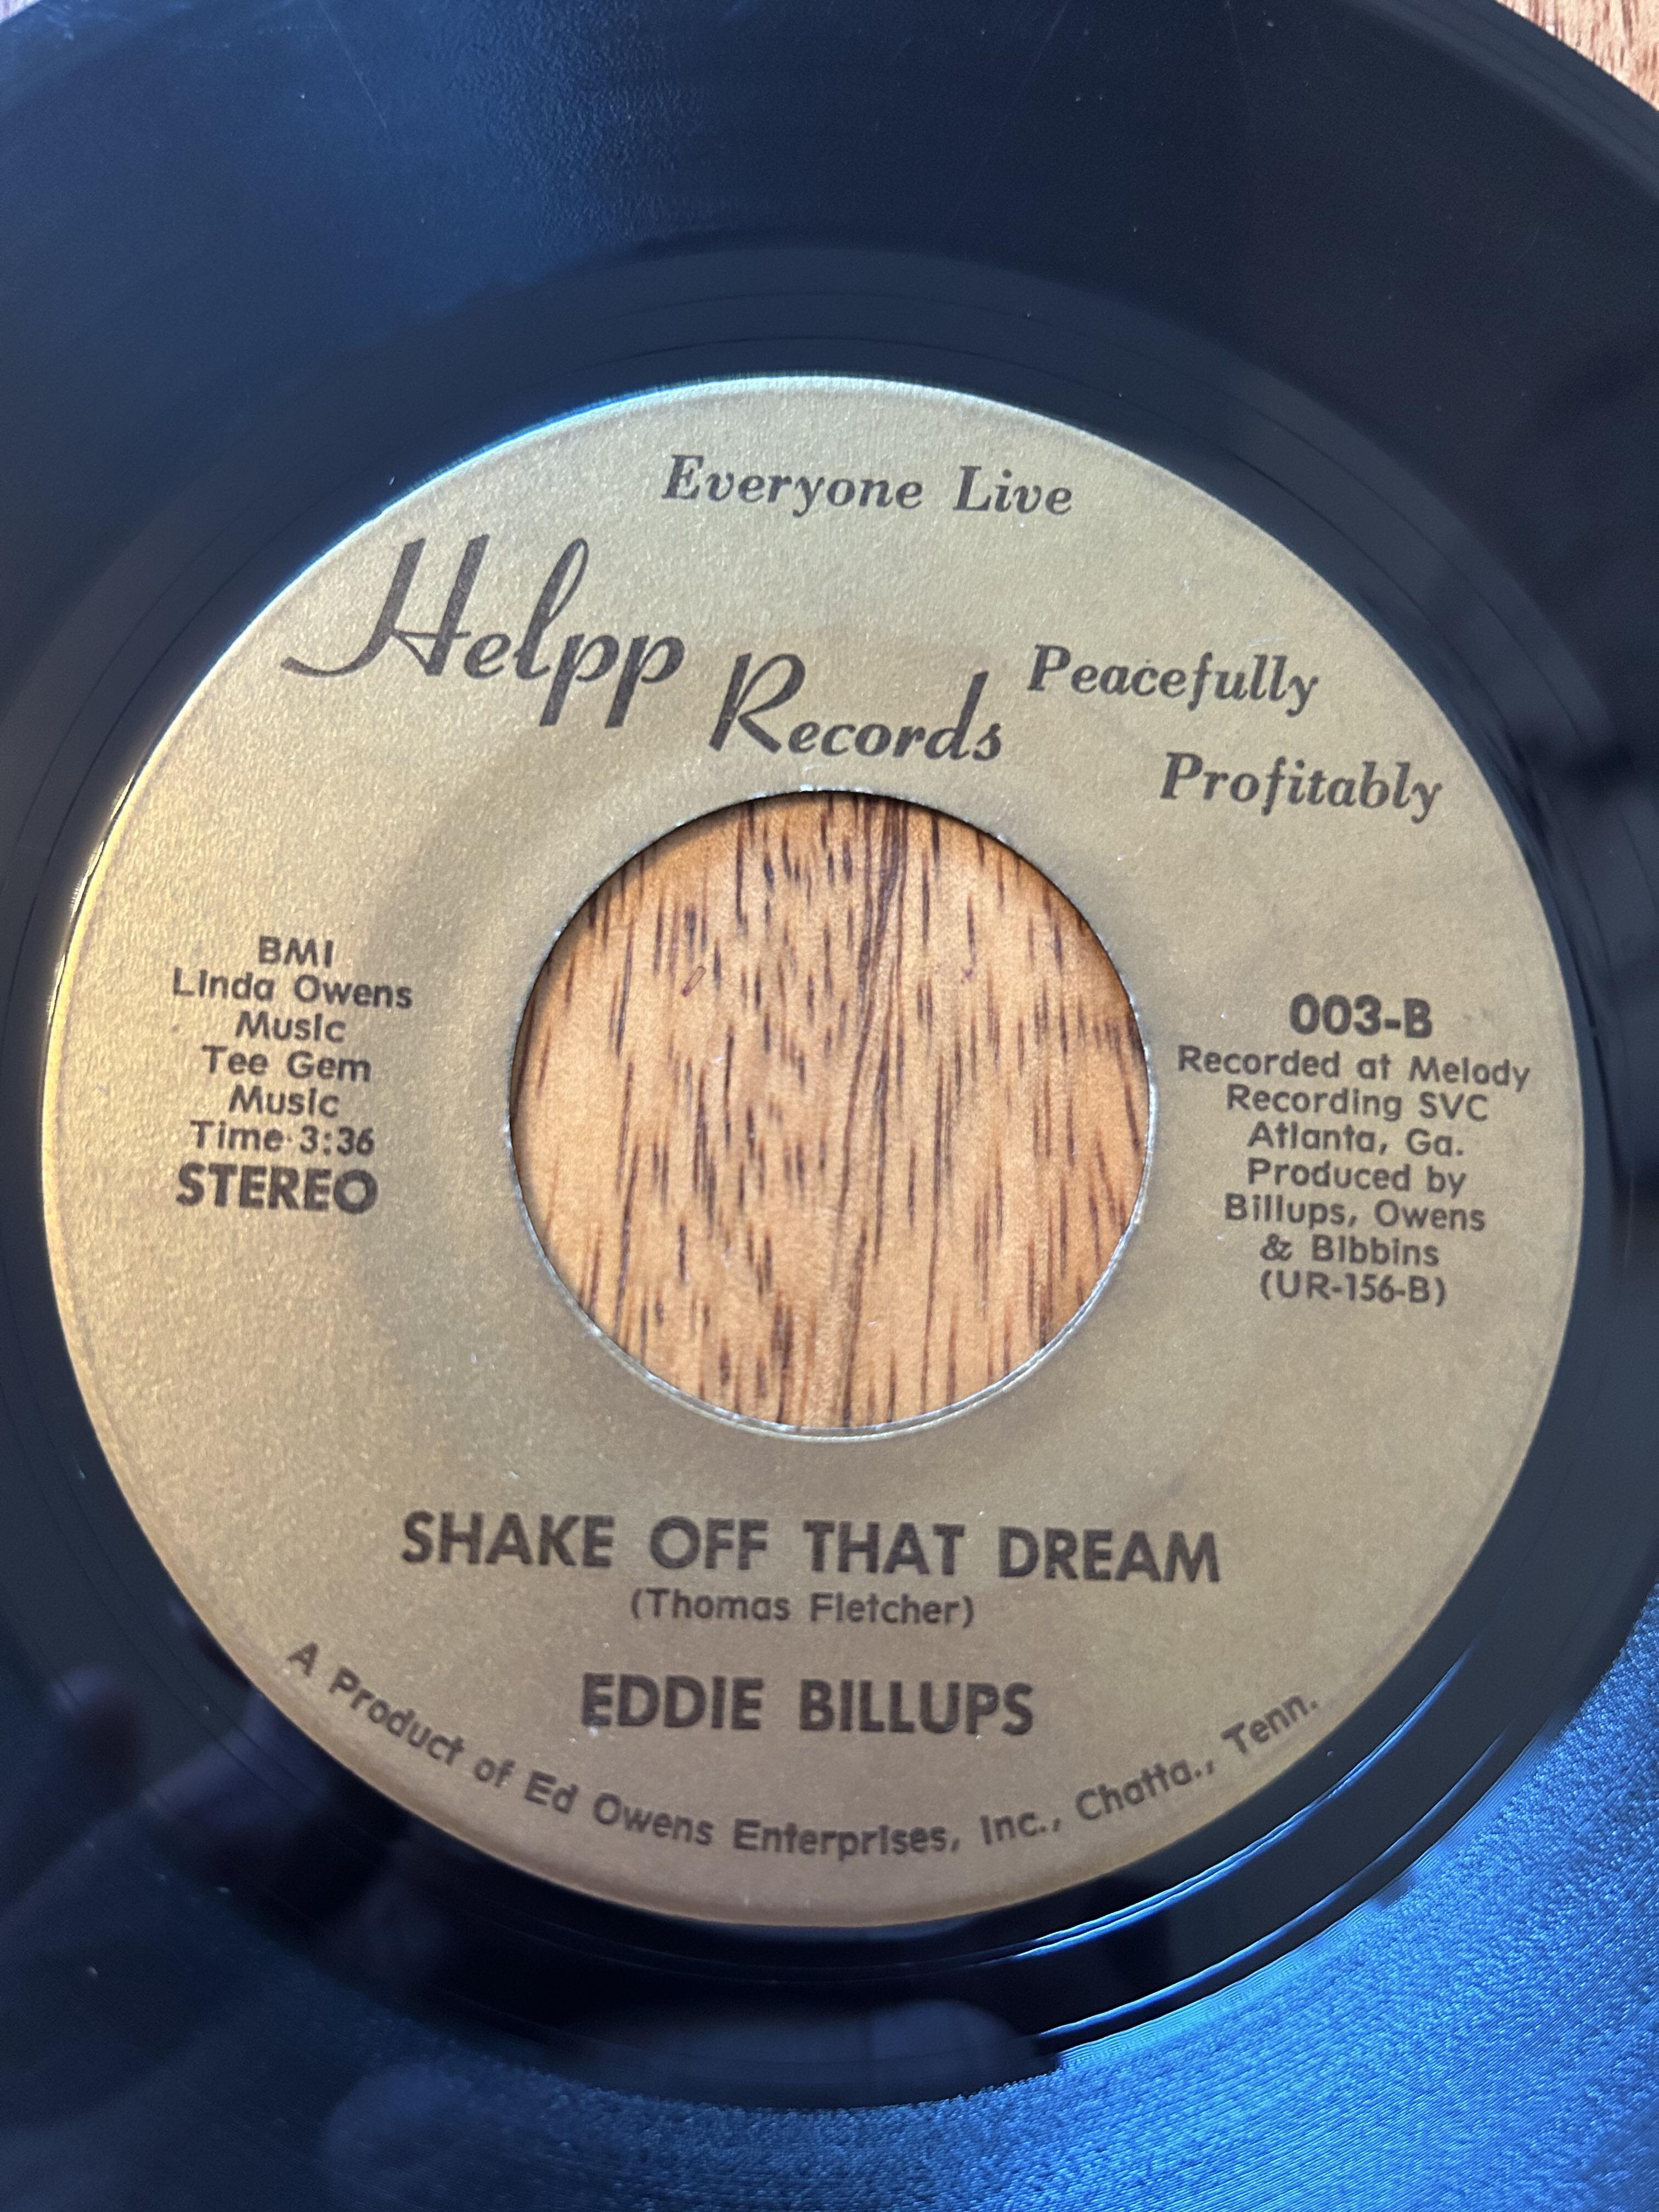 Everyone Live
Helpp Records
Peacefully
Profitably
BMI
Linda Owens
Music
Tee Gem
Music
Time 3:36
STEREO
003-B
Recorded at Melody
Recording SVC
Atlanta, Ga.
Produced by
Billups, Owens
& Bibbins
(UR-156-B)
SHAKE OFF THAT DREAM
(Thomas Fletcher)
EDDIE BILLUPS
A Product of Ed Owens Enterprises, Inc., Chatta., Tenn.